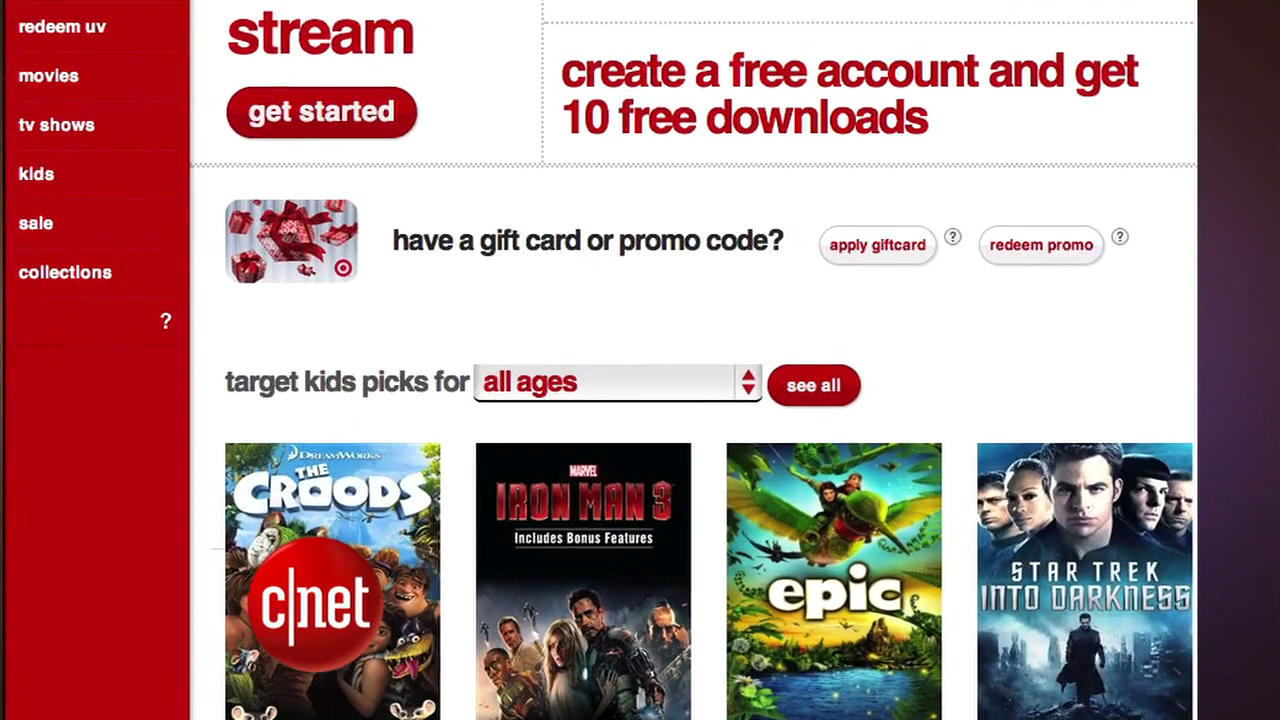 redeem uv
movies
tv shows
kids
sale
collections
?
stream
get started
create a free account and get
10 free downloads
have a gift card or promo code?
apply giftcard
?
redeem promo
?
target kids picks for
all ages
see all
DREAMWORKS
THE
CROODS
c|net
MARVEL
IRON MAN 3
Includes Bonus Features
epic
STAR TREK
INTO DARKNESS